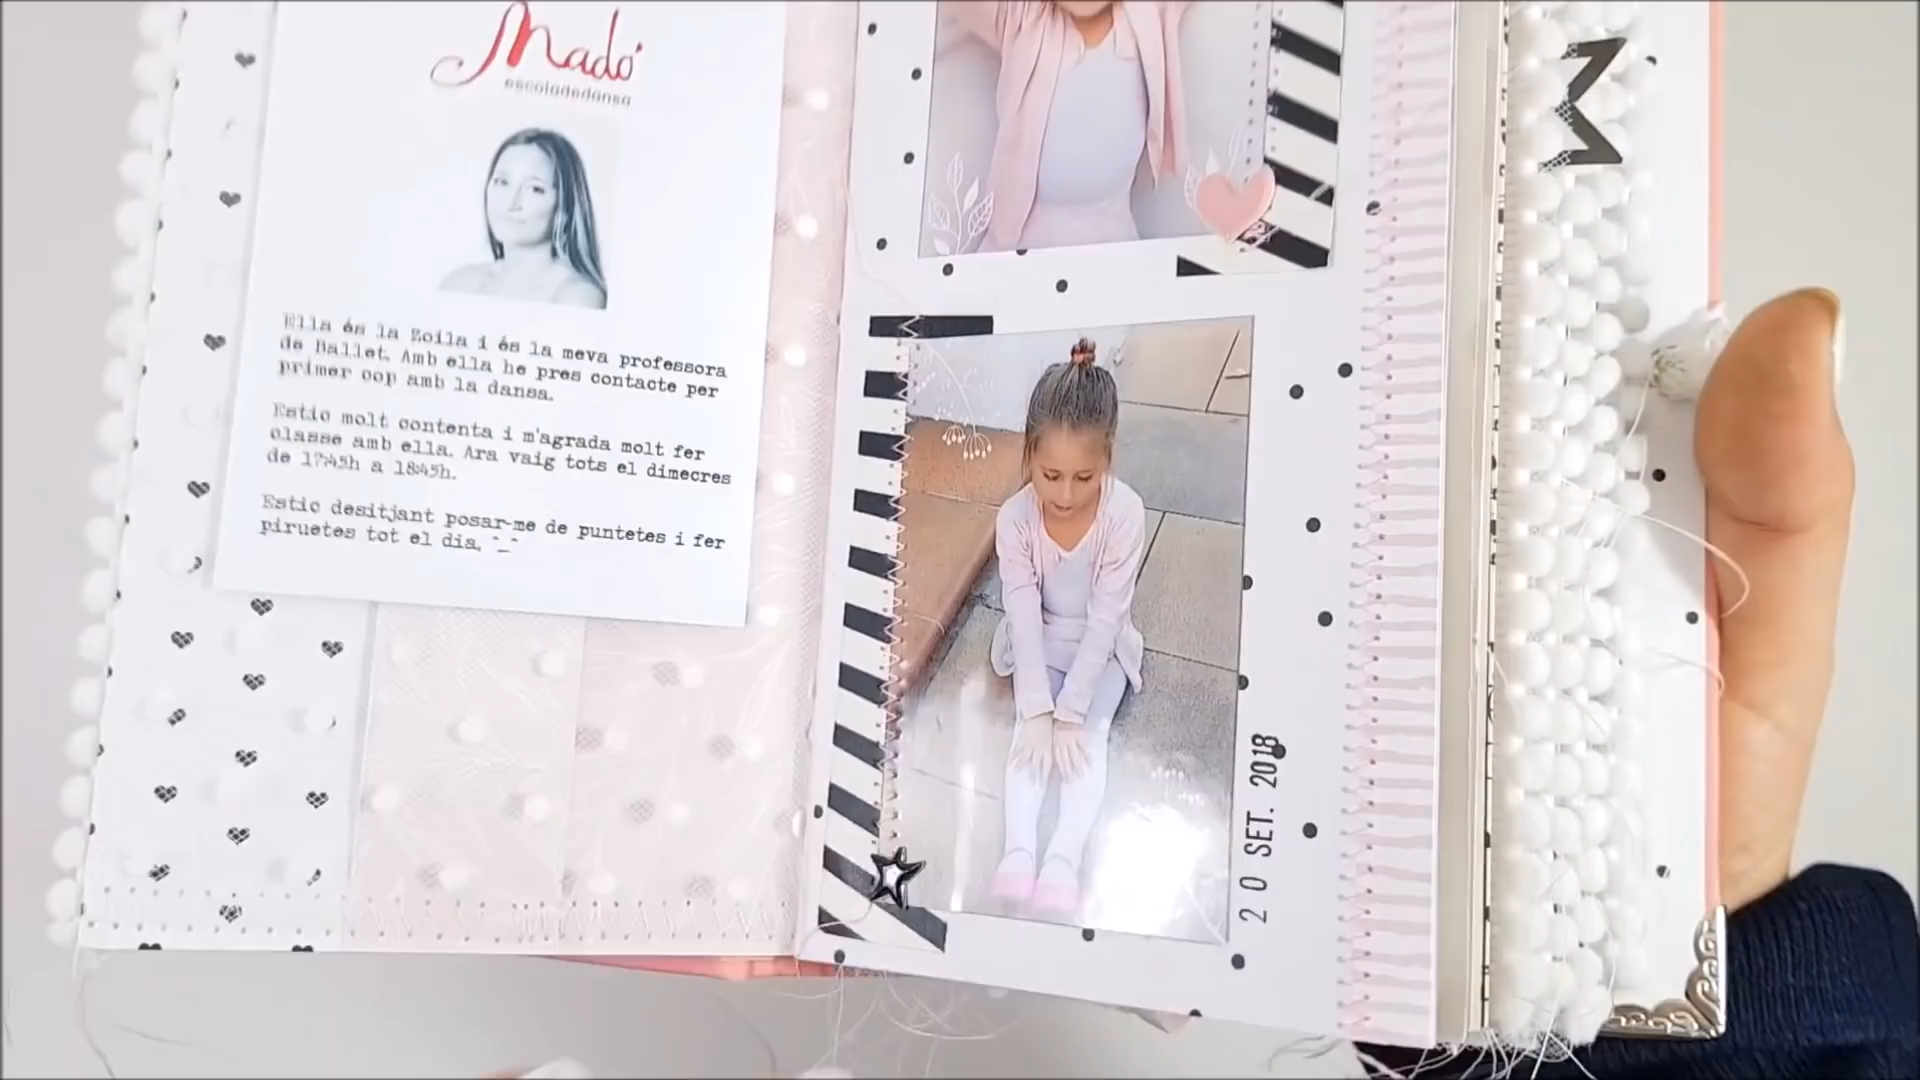 Madó
escoladedansa
Ella és la Zoila i és la meva professora
de Ballet. Amb ella he pres contacte per
primer cop amb la dansa.
Estic molt contenta i m'agrada molt fer
classe amb ella. Ara vaig tots el dimecres
de 17:45h a 18:45h.
Estic desitjant posar-me de puntetes i fer
piruetes tot el dia. ^_^
20 SET. 2018
M